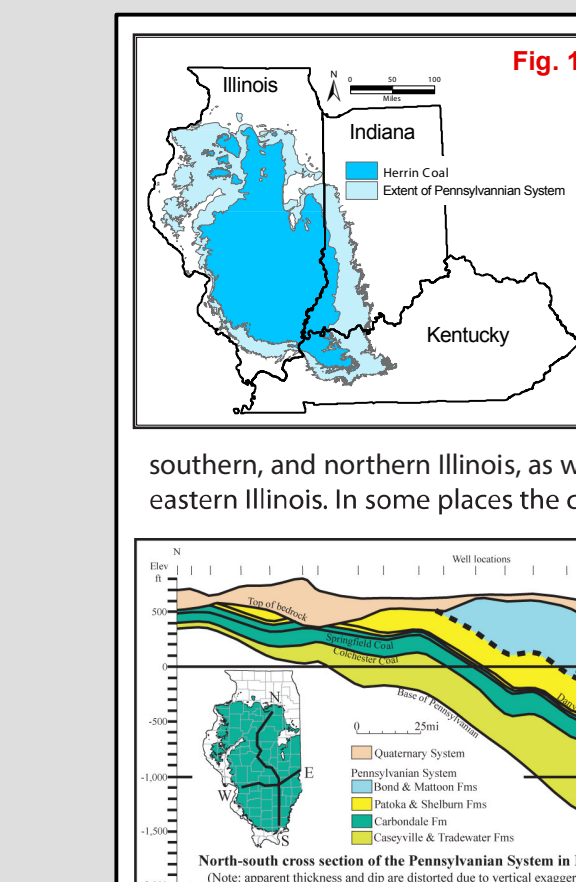 Fig. 1
Illinois
N
0 50 100
Miles
Indiana
Herrin Coal
Extent of Pennsylvannian System
Kentucky
southern, and northern Illinois, as w
eastern Illinois. In some places the c
N
Elev
ft
Well locations
500
Top of bedrock
Springfield Coal
Colchester Coal
0
Base of Pennsylvanian
Danv
N
-500
0 25mi
Quaternary System
Pennsylvanian System
E
-1,000
Bond & Mattoon Fms
W
Patoka & Shelburn Fms
Carbondale Fm
-1,500
Caseyville & Tradewater Fms
S
North-south cross section of the Pennsylvanian System in I
(Note: apparent thickness and dip are distorted due to vertical exagger